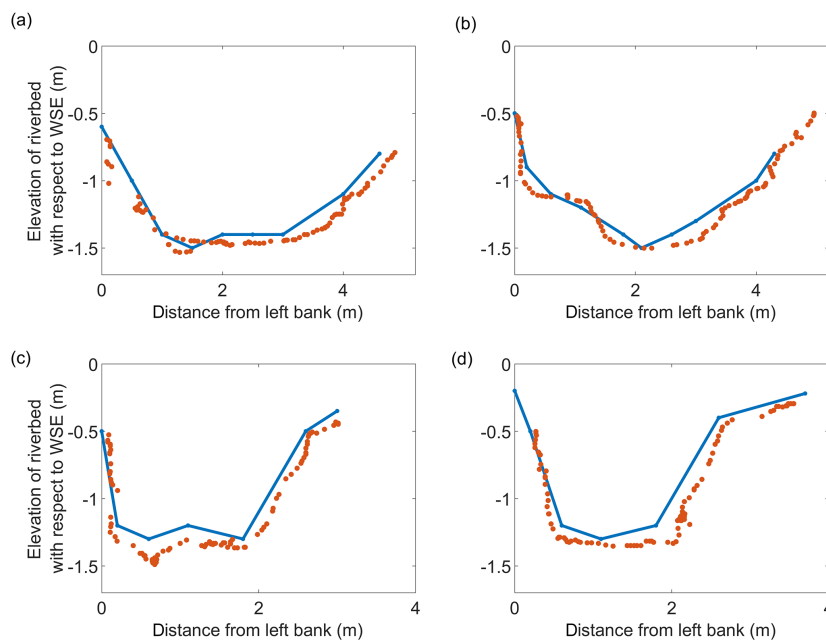 (a)
(b)
0
-0.5
-1
-1.5
0
2
4
Elevation of riverbed
with respect to WSE (m)
Distance from left bank (m)
0
-0.5
-1
-1.5
0
2
4
Distance from left bank (m)
(c)
(d)
0
-0.5
-1
-1.5
0
2
4
Elevation of riverbed
with respect to WSE (m)
Distance from left bank (m)
0
-0.5
-1
-1.5
0
2
4
Distance from left bank (m)